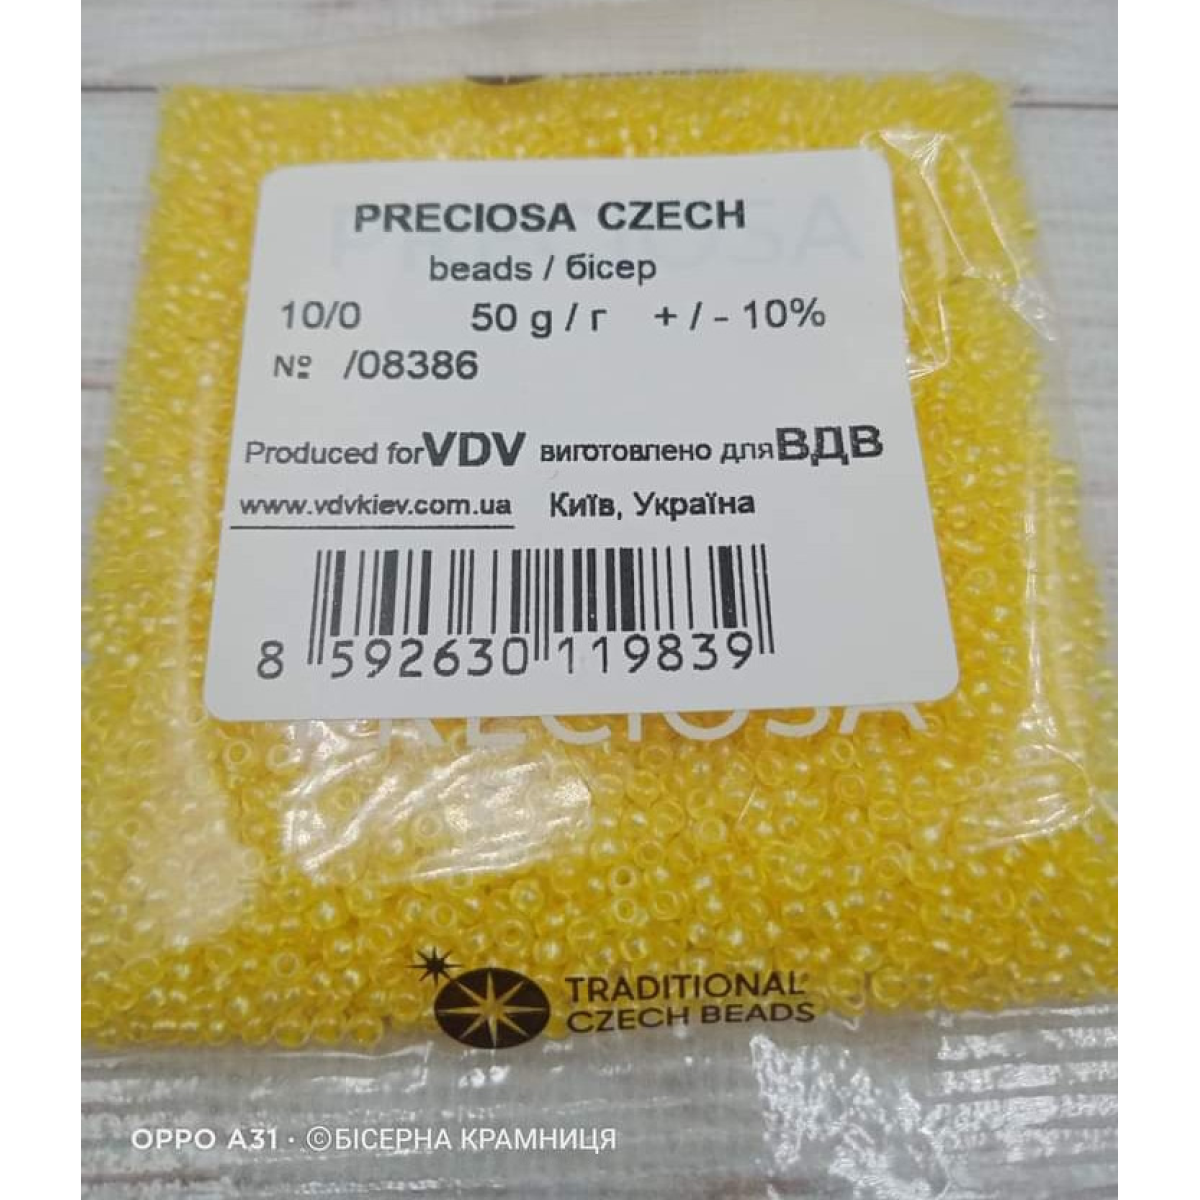 PRECIOSA CZECH
beads / бісер
10/0 50 g / г + / - 10%
№ /08386
Produced for VDV виготовлено для ВДВ
www.vdvkiev.com.ua Київ, Україна
8 592630 119839
PRECIOSA
TRADITIONAL
CZECH BEADS
OPPO A31 · ©БІСЕРНА КРАМНИЦЯ